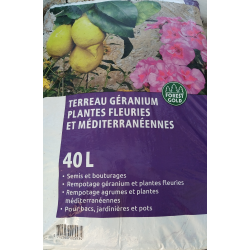 FOREST
GOLD
TERREAU GÉRANIUM
PLANTES FLEURIES
ET MÉDITERRANÉENNES
40 L
• Semis et bouturages
• Rempotage géranium et plantes fleuries
• Rempotage agrumes et plantes
méditerranéennes
• Pour bacs, jardinières et pots